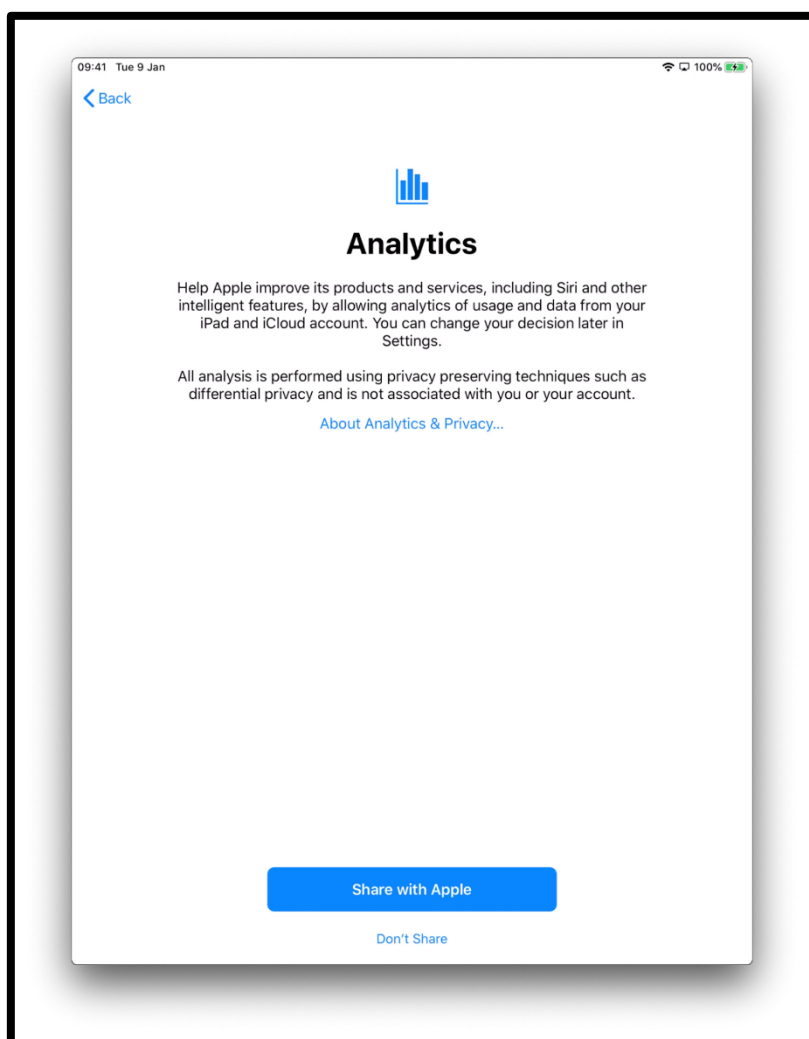 09:41 Tue 9 Jan 100%
Back
Analytics
Help Apple improve its products and services, including Siri and other
intelligent features, by allowing analytics of usage and data from your
iPad and iCloud account. You can change your decision later in
Settings.
All analysis is performed using privacy preserving techniques such as
differential privacy and is not associated with you or your account.
About Analytics & Privacy...
Share with Apple
Don't Share